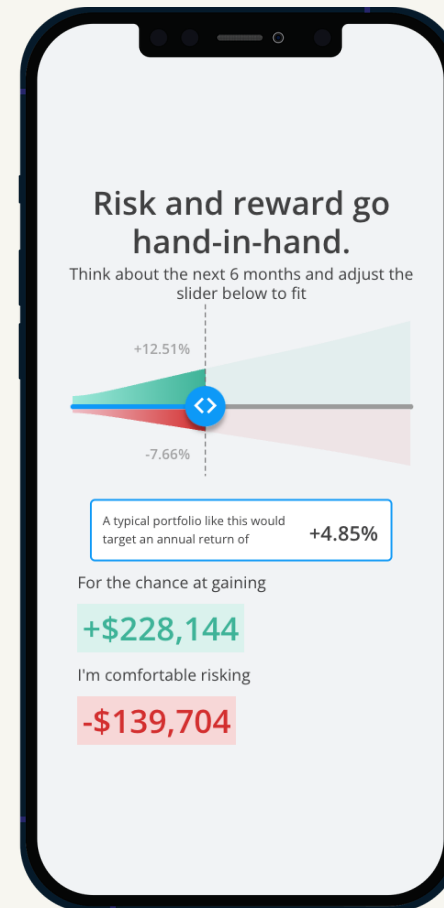 Risk and reward go
hand-in-hand.
Think about the next 6 months and adjust the
slider below to fit
+12.51%
-7.66%
A typical portfolio like this would
target an annual return of
+4.85%
For the chance at gaining
+$228,144
I'm comfortable risking
-$139,704